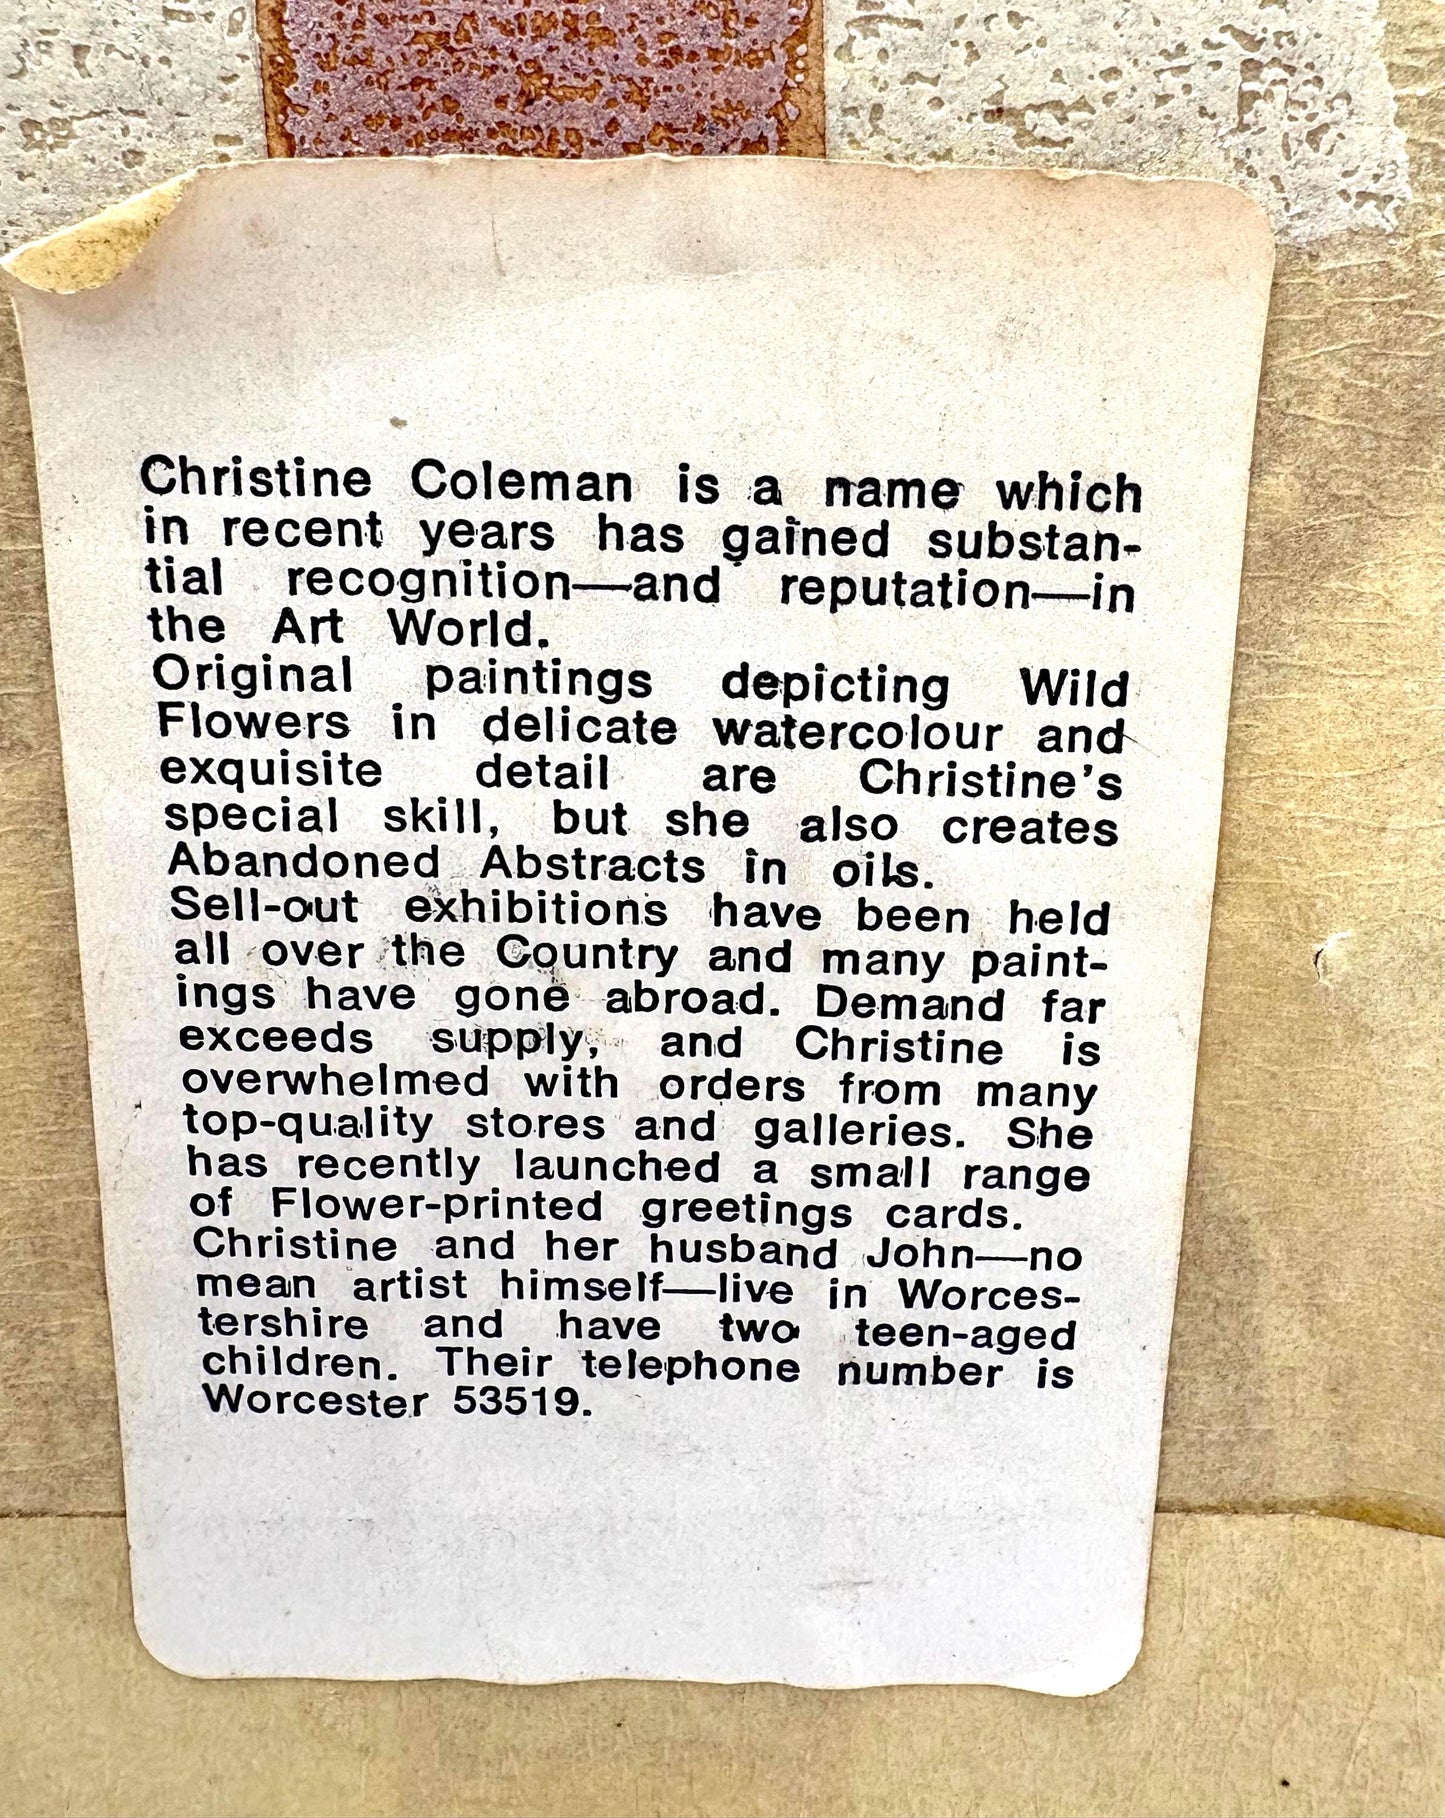 Christine Coleman is a name which
in recent years has gained substan-
tial recognition—and reputation—in
the Art World.
Original paintings depicting Wild
Flowers in delicate watercolour and
exquisite detail are Christine's
special skill, but she also creates
Abandoned Abstracts in oils.
Sell-out exhibitions have been held
all over the Country and many paint-
ings have gone abroad. Demand far
exceeds supply, and Christine is
overwhelmed with orders from many
top-quality stores and galleries. She
has recently launched a small range
of Flower-printed greetings cards.
Christine and her husband John—no
mean artist himself—live in Worces-
tershire and have two teen-aged
children. Their telephone number is
Worcester 53519.